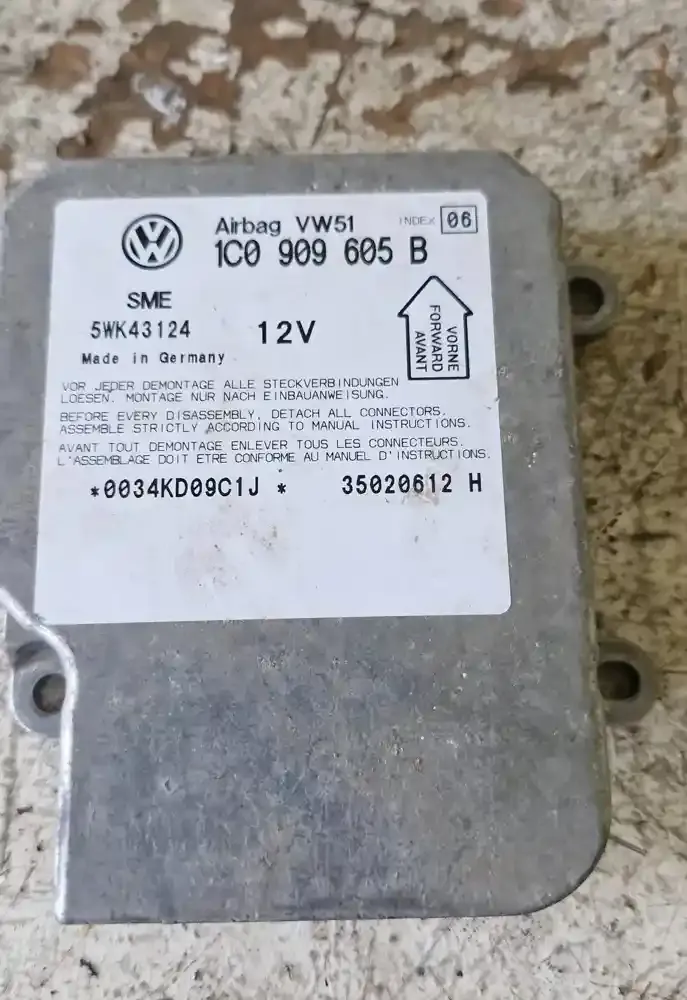 Airbag VW51 INDEX 06
1C0 909 605 B
SME
5WK43124 12V
Made in Germany
VORNE
FORWARD
AVANT
VOR JEDER DEMONTAGE ALLE STECKVERBINDUNGEN
LOESEN. MONTAGE NUR NACH EINBAUANWEISUNG.
BEFORE EVERY DISASSEMBLY, DETACH ALL CONNECTORS.
ASSEMBLE STRICTLY ACCORDING TO MANUAL INSTRUCTIONS.
AVANT TOUT DEMONTAGE ENLEVER TOUS LES CONNECTEURS.
L'ASSEMBLAGE DOIT ETRE CONFORME AU MANUEL D'INSTRUCTIONS.
*0034KD09C1J * 35020612 H